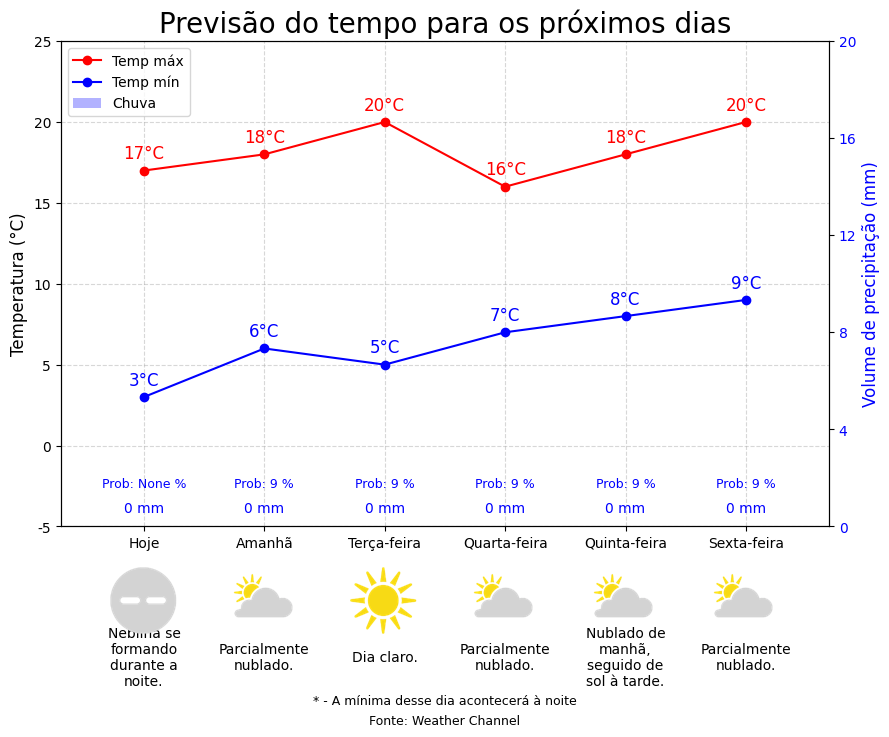 Previsão do tempo para os próximos dias
Temp máx
Temp mín
Chuva
Temperatura (°C)
25
20
15
10
5
0
-5
Volume de precipitação (mm)
20
16
12
8
4
0
17°C
18°C
20°C
16°C
18°C
20°C
3°C
6°C
5°C
7°C
8°C
9°C
Prob: None %
Prob: 9 %
Prob: 9 %
Prob: 9 %
Prob: 9 %
Prob: 9 %
0 mm
0 mm
0 mm
0 mm
0 mm
0 mm
Hoje
Amanhã
Terça-feira
Quarta-feira
Quinta-feira
Sexta-feira
Neblina se
formando
durante a
noite.
Parcialmente
nublado.
Dia claro.
Parcialmente
nublado.
Nublado de
manhã,
seguido de
sol à tarde.
Parcialmente
nublado.
* - A mínima desse dia acontecerá à noite
Fonte: Weather Channel